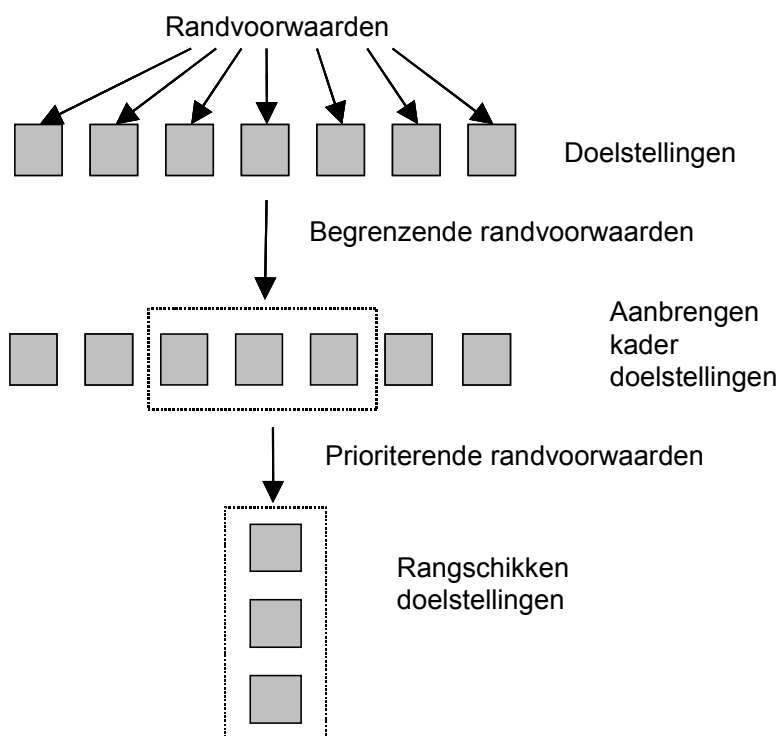 Randvoorwaarden
Doelstellingen
Begrenzende randvoorwaarden
Aanbrengen
kader
doelstellingen
Prioriterende randvoorwaarden
Rangschikken
doelstellingen